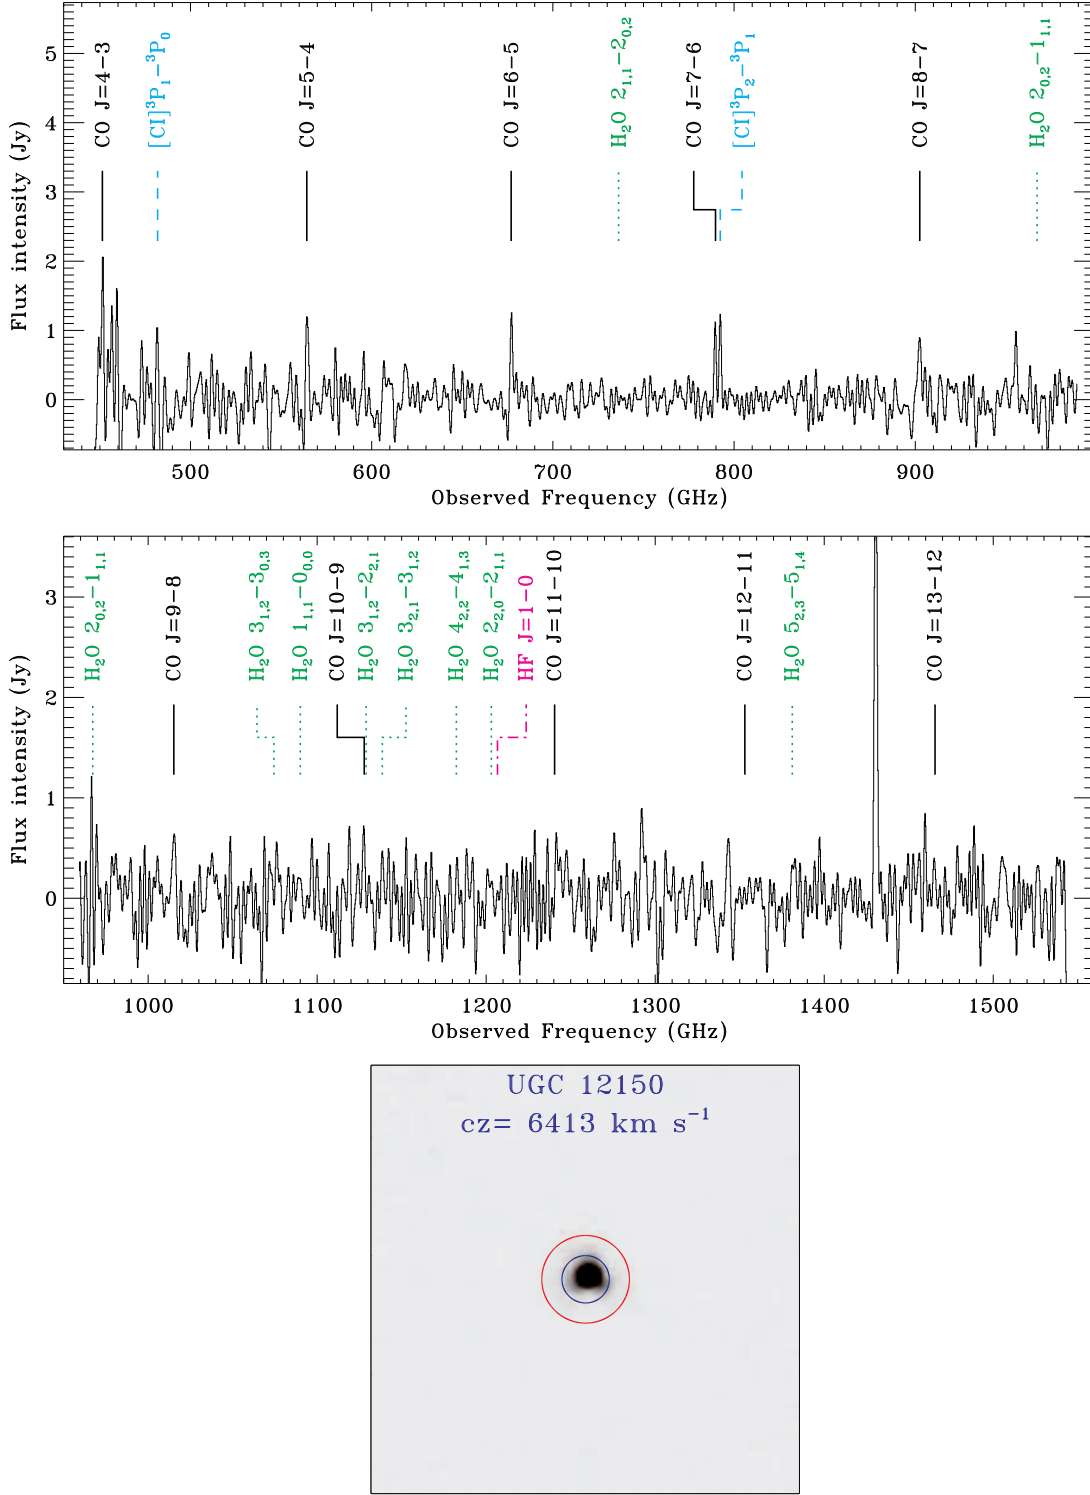 CO J=4−3
[CI]³P₁−³P₀
CO J=5−4
CO J=6−5
H₂O 2₁,₁−2₀,₂
CO J=7−6
[CI]³P₂−³P₁
CO J=8−7
H₂O 2₀,₂−1₁,₁
Flux intensity (Jy)
5
4
3
2
1
0
500
600
700
800
900
Observed Frequency (GHz)
H₂O 2₀,₂−1₁,₁
CO J=9−8
H₂O 3₁,₂−3₀,₃
H₂O 1₁,₁−0₀,₀
CO J=10−9
H₂O 3₁,₂−2₂,₁
H₂O 3₂,₁−3₁,₂
H₂O 4₂,₂−4₁,₃
H₂O 2₂,₀−2₁,₁
HF J=1−0
CO J=11−10
CO J=12−11
H₂O 5₂,₃−5₁,₄
CO J=13−12
Flux intensity (Jy)
3
2
1
0
1000
1100
1200
1300
1400
1500
Observed Frequency (GHz)
UGC 12150
cz= 6413 km s⁻¹